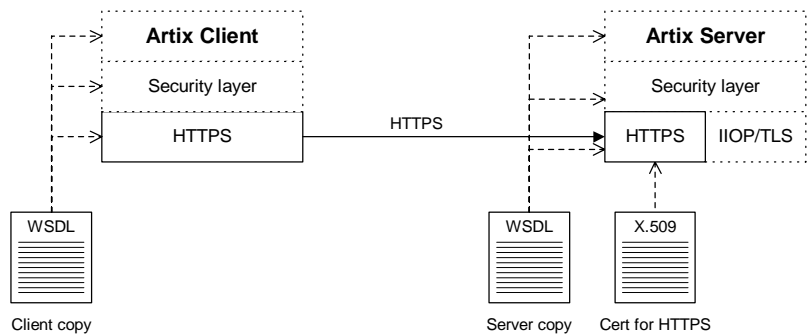 Artix Client
Artix Server
Security layer
Security layer
HTTPS
HTTPS
HTTPS
IIOP/TLS
WSDL
WSDL
X.509
Client copy
Server copy
Cert for HTTPS